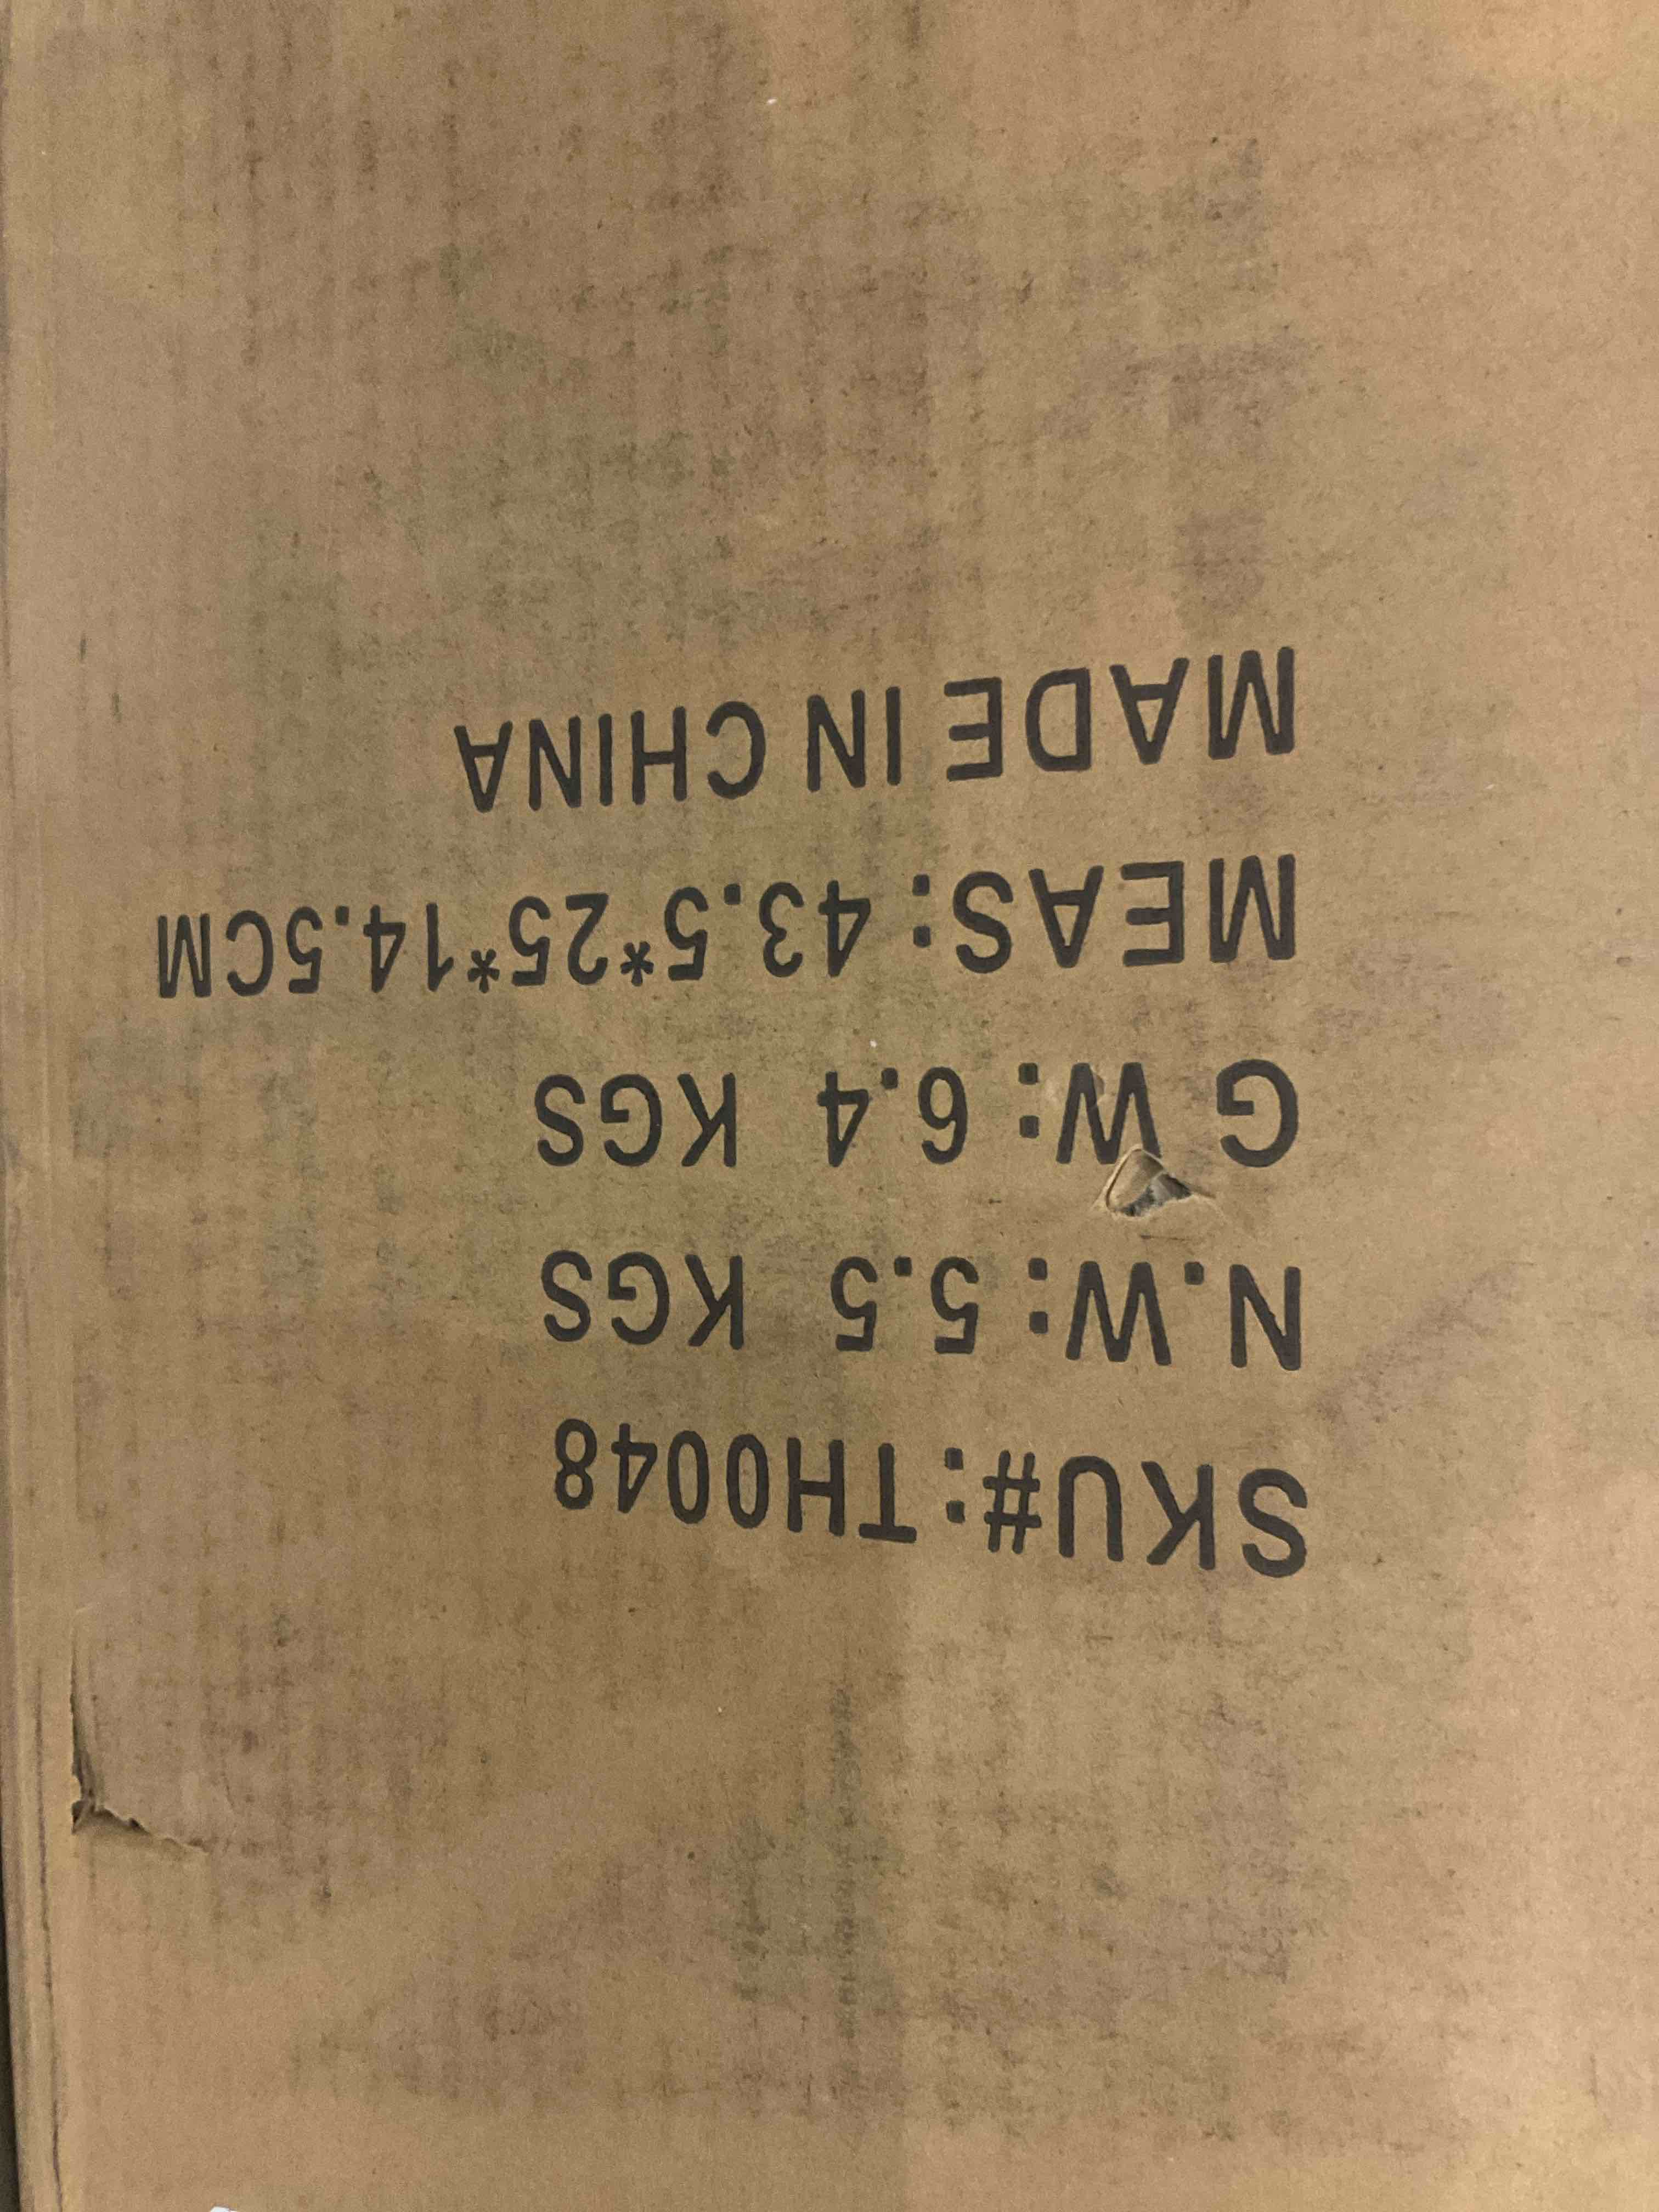 SKU#:TH0048
N.W: 5.5 KGS
G W: 6.4 KGS
MEAS: 43.5*25*14.5CM
MADE IN CHINA